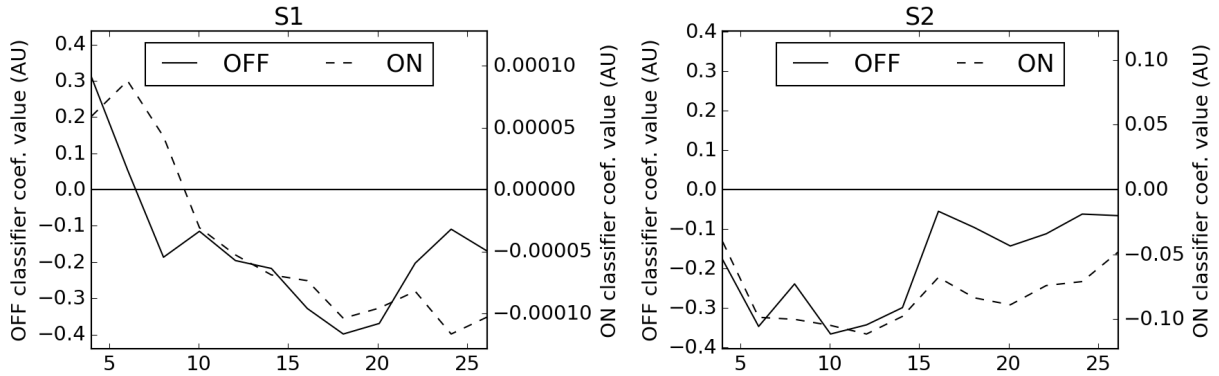 S1
OFF classifier coef. value (AU)
0.4
0.3
0.2
0.1
0.0
−0.1
−0.2
−0.3
−0.4
OFF ON
0.00010
0.00005
0.00000
−0.00005
−0.00010
ON classifier coef. value (AU)
5 10 15 20 25
S2
OFF classifier coef. value (AU)
0.4
0.3
0.2
0.1
0.0
−0.1
−0.2
−0.3
−0.4
OFF ON
0.10
0.05
0.00
−0.05
−0.10
ON classifier coef. value (AU)
5 10 15 20 25